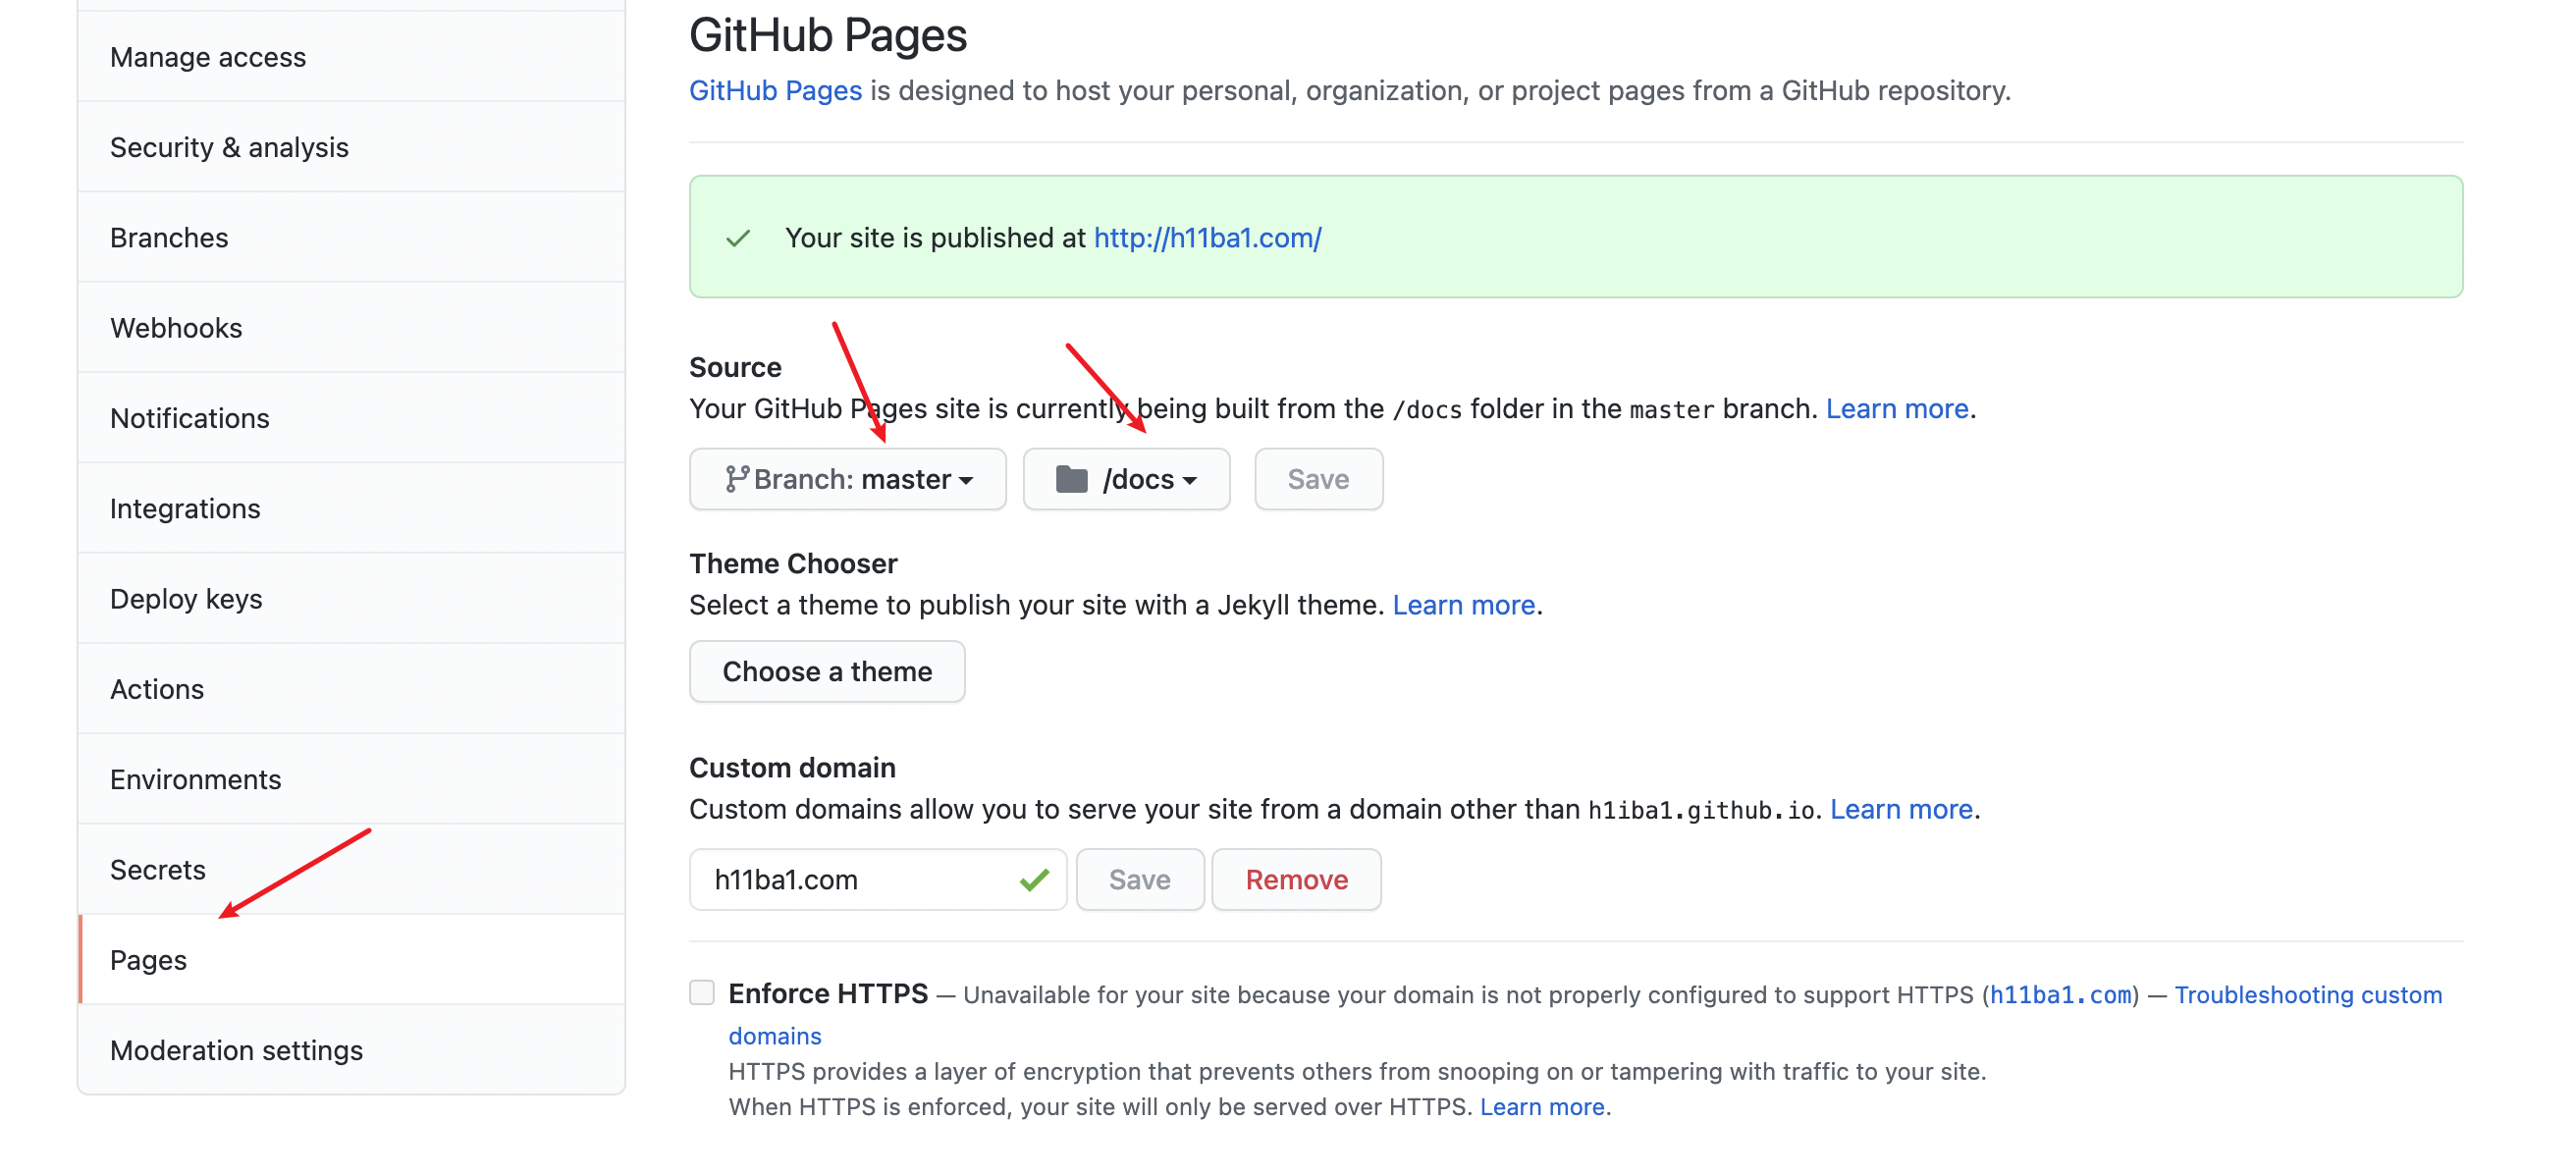 Manage access
Security & analysis
Branches
Webhooks
Notifications
Integrations
Deploy keys
Actions
Environments
Secrets
Pages
Moderation settings
GitHub Pages
GitHub Pages is designed to host your personal, organization, or project pages from a GitHub repository.
Your site is published at http://h11ba1.com/
Source
Your GitHub Pages site is currently being built from the /docs folder in the master branch. Learn more.
Branch: master
/docs
Save
Theme Chooser
Select a theme to publish your site with a Jekyll theme. Learn more.
Choose a theme
Custom domain
Custom domains allow you to serve your site from a domain other than h1iba1.github.io. Learn more.
h11ba1.com
Save
Remove
Enforce HTTPS — Unavailable for your site because your domain is not properly configured to support HTTPS (h11ba1.com) — Troubleshooting custom
domains
HTTPS provides a layer of encryption that prevents others from snooping on or tampering with traffic to your site.
When HTTPS is enforced, your site will only be served over HTTPS. Learn more.